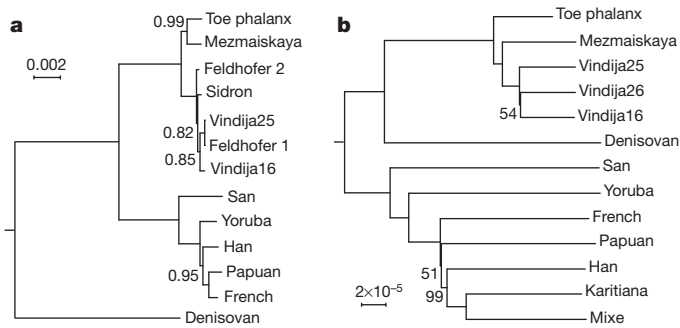 a
0.99
Toe phalanx
Mezmaiskaya
0.002
Feldhofer 2
Sidron
Vindija25
0.82
Feldhofer 1
0.85
Vindija16
San
Yoruba
Han
0.95
Papuan
French
Denisovan
b
Toe phalanx
Mezmaiskaya
Vindija25
Vindija26
54
Vindija16
Denisovan
San
Yoruba
French
Papuan
51
Han
2×10⁻⁵
99
Karitiana
Mixe